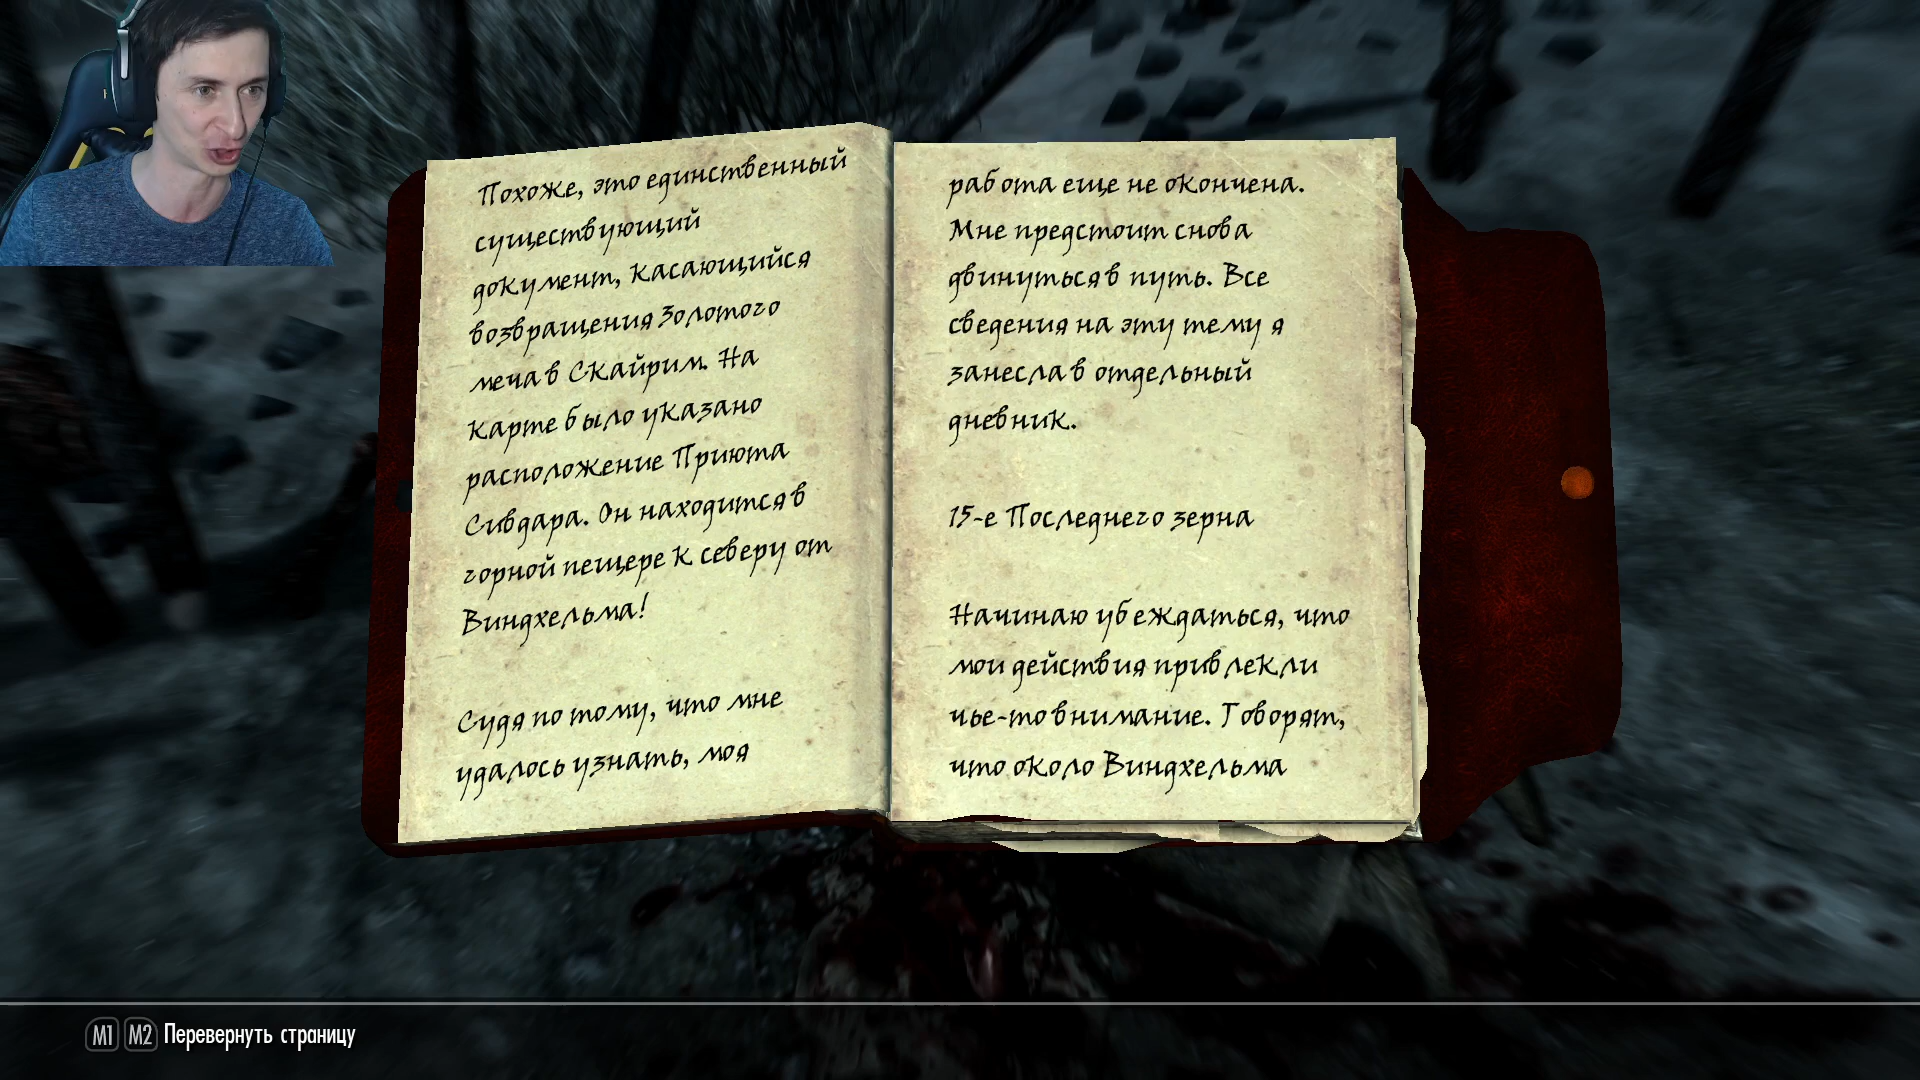 Похоже, это единственный
существующий
документ, касающийся
возвращения Золотого
меча в Скайрим. На
карте было указано
расположение Приюта
Сивдара. Он находится в
горной пещере к северу от
Виндхельма!
Судя по тому, что мне
удалось узнать, моя
работа еще не окончена.
Мне предстоит снова
двинуться в путь. Все
сведения на эту тему я
занесла в отдельный
дневник.
15-е Последнего зерна
Начинаю убеждаться, что
мои действия привлекли
чье-то внимание. Говорят,
что около Виндхельма
M1 M2 Перевернуть страницу